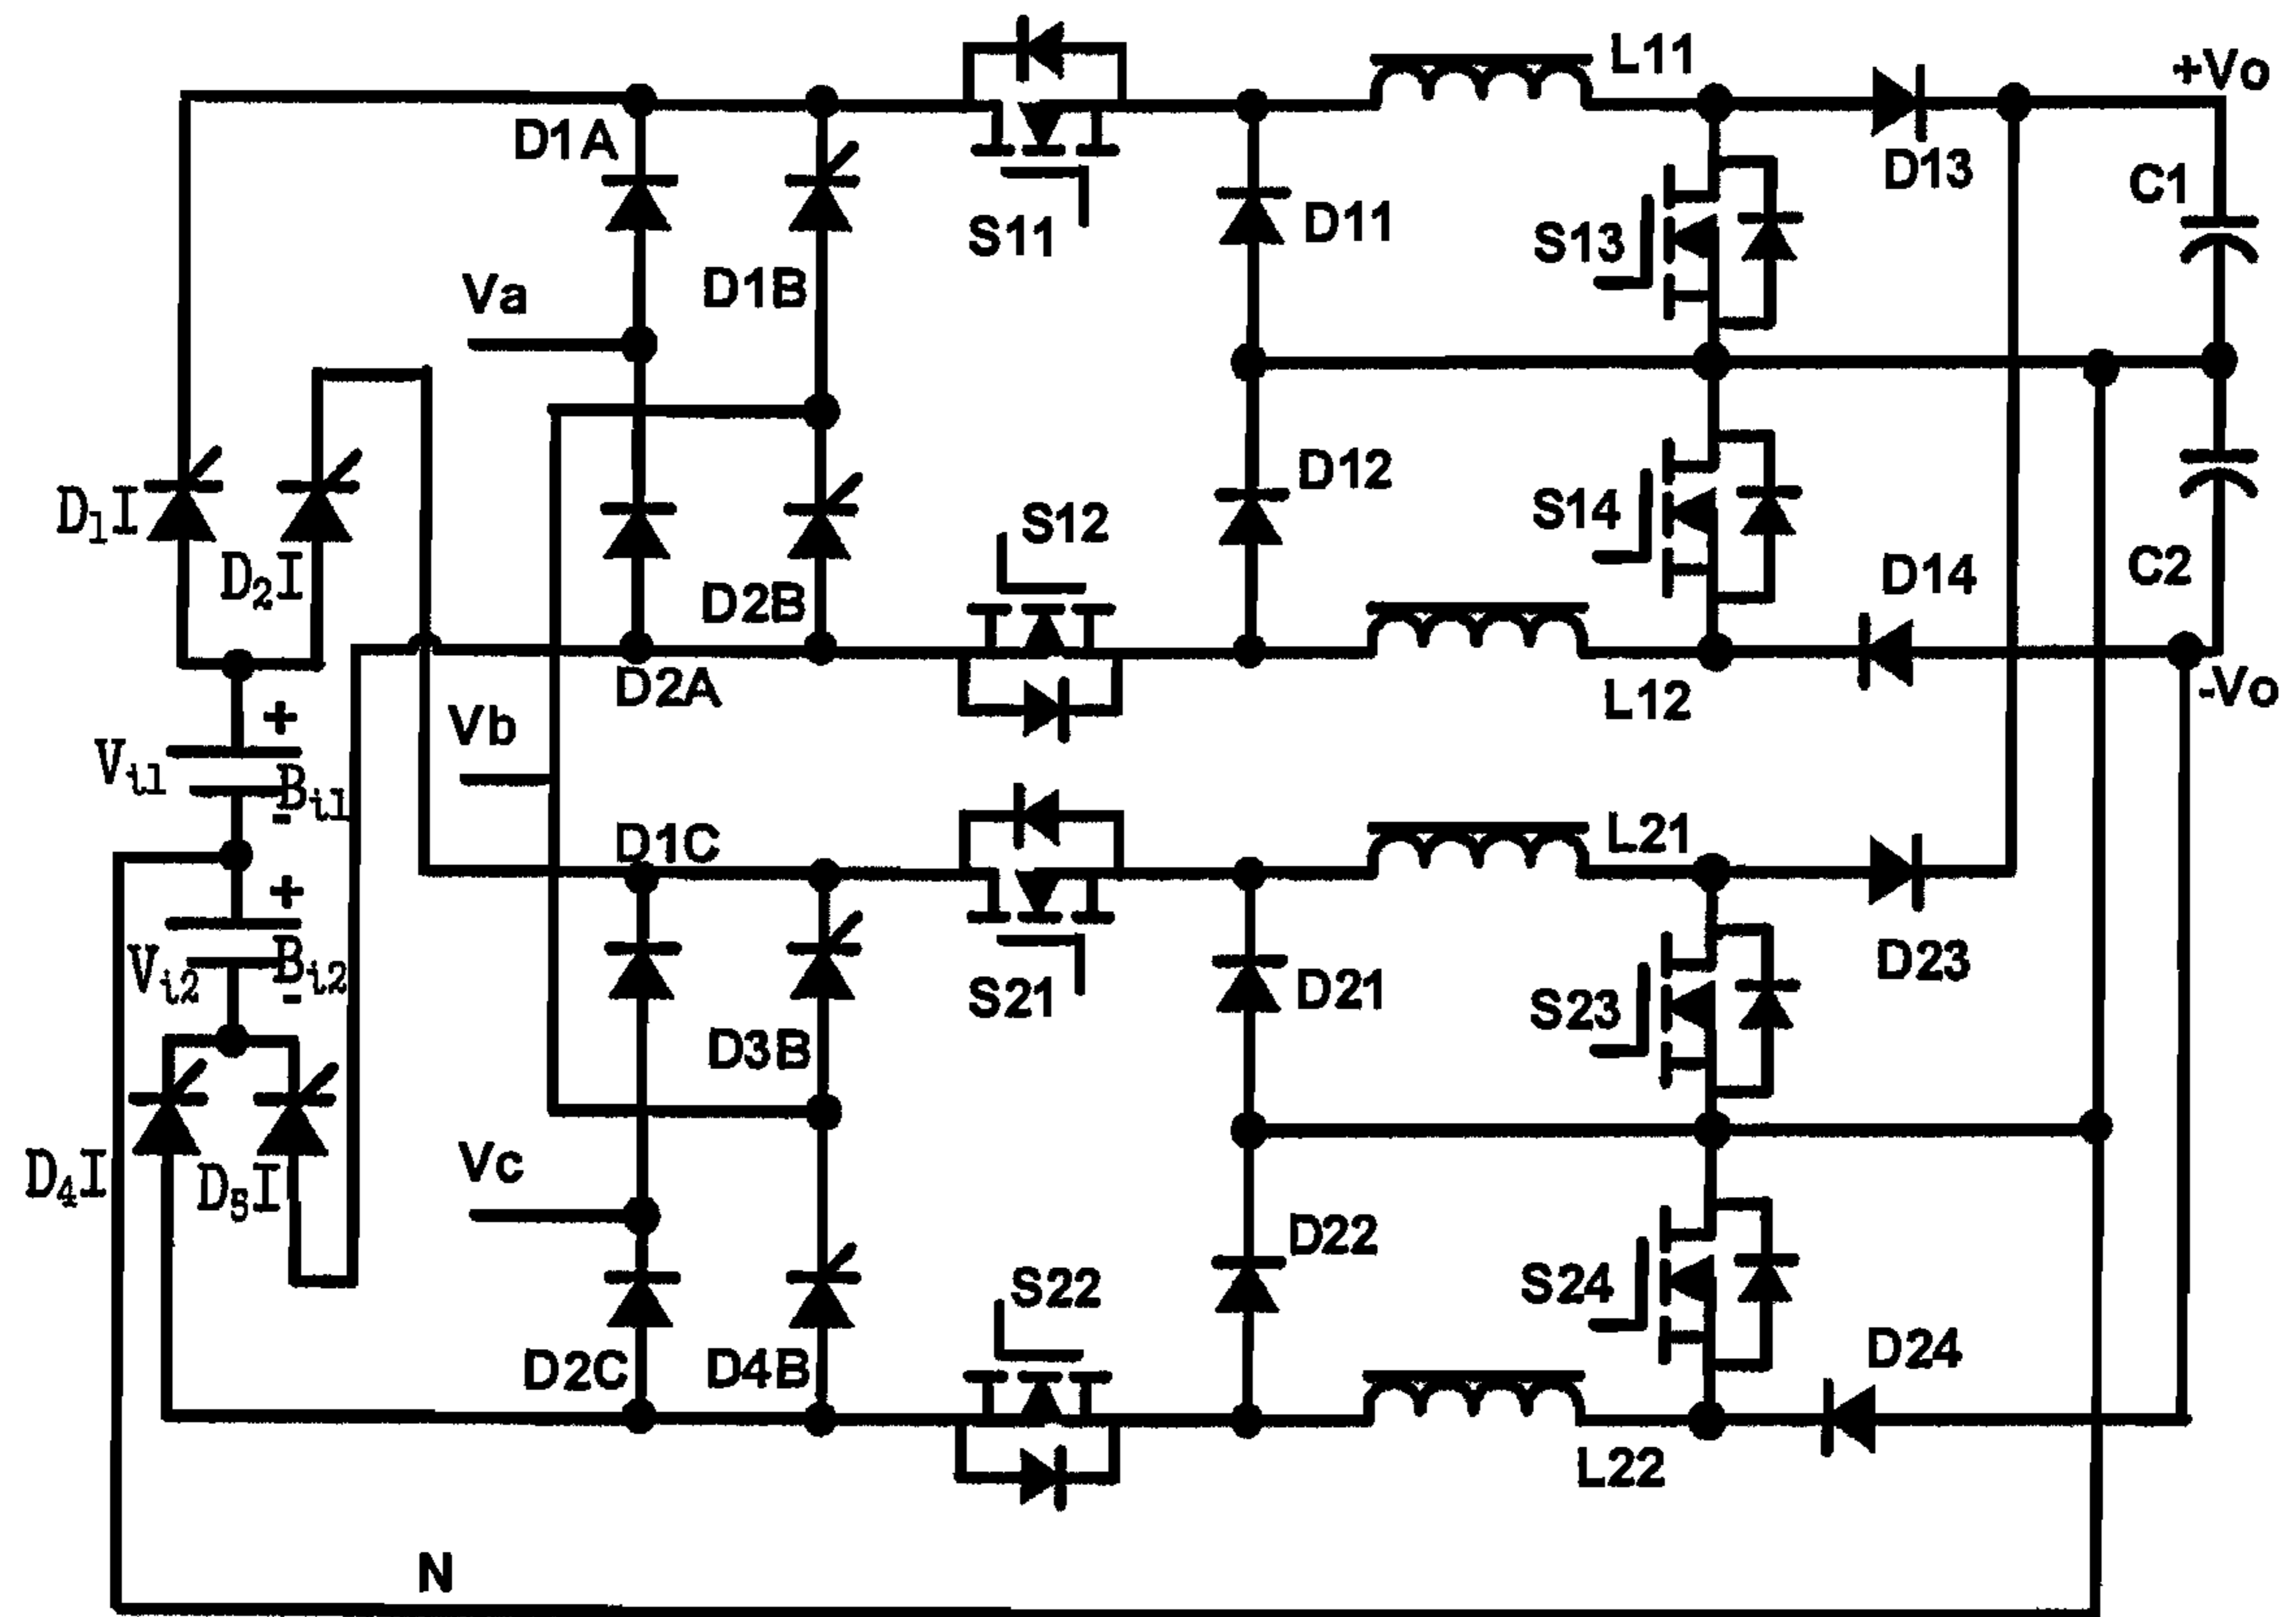 L11
+Vo
D1A
D13
C1
S11
D11
S13
Va
D1B
D12
S12
S14
D₁I
D₂I
D14
C2
D2B
D2A
L12
-Vo
Vb
+
Vi1
Bi1
-
D1C
L21
+
Vi2
Bi2
-
S21
D21
S23
D23
D3B
Vc
D₄I
D₅I
D22
S22
S24
D2C
D4B
D24
L22
N